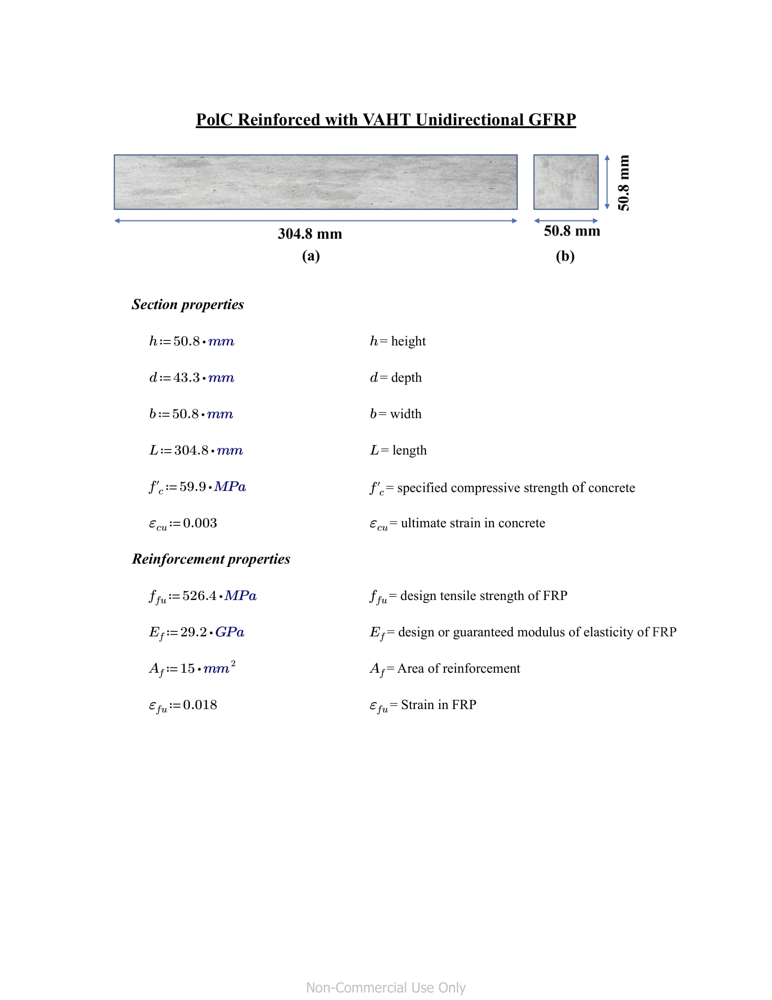 PolC Reinforced with VAHT Unidirectional GFRP
50.8 mm
304.8 mm
50.8 mm
(a)
(b)
Section properties
h := 50.8 • mm h = height
d := 43.3 • mm d = depth
b := 50.8 • mm b = width
L := 304.8 • mm L = length
f'c := 59.9 • MPa f'c = specified compressive strength of concrete
εcu := 0.003 εcu = ultimate strain in concrete
Reinforcement properties
ffu := 526.4 • MPa ffu = design tensile strength of FRP
Ef := 29.2 • GPa Ef = design or guaranteed modulus of elasticity of FRP
Af := 15 • mm² Af = Area of reinforcement
εfu := 0.018 εfu = Strain in FRP
Non-Commercial Use Only